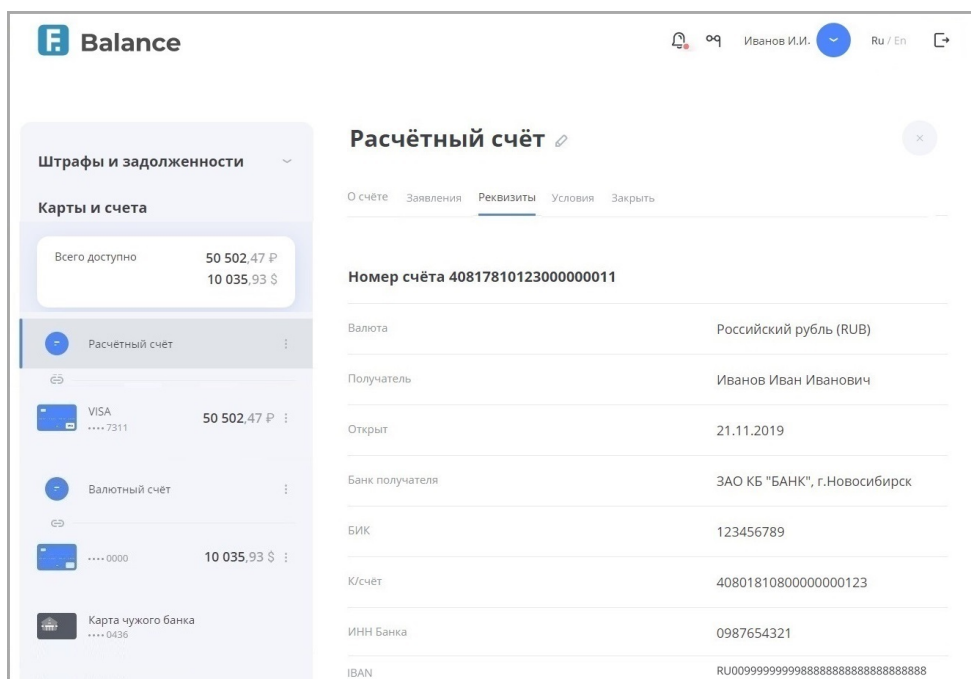 F. Balance
Иванов И.И.
Ru / En
Штрафы и задолженности
Карты и счета
Всего доступно
50 502,47 ₽
10 035,93 $
Расчётный счёт
VISA
•••• 7311
50 502,47 ₽
Валютный счёт
•••• 0000
10 035,93 $
Карта чужого банка
•••• 0436
Расчётный счёт
О счёте Заявления Реквизиты Условия Закрыть
Номер счёта 40817810123000000011
Валюта Российский рубль (RUB)
Получатель Иванов Иван Иванович
Открыт 21.11.2019
Банк получателя ЗАО КБ "БАНК", г.Новосибирск
БИК 123456789
К/счёт 40801810800000000123
ИНН Банка 0987654321
IBAN